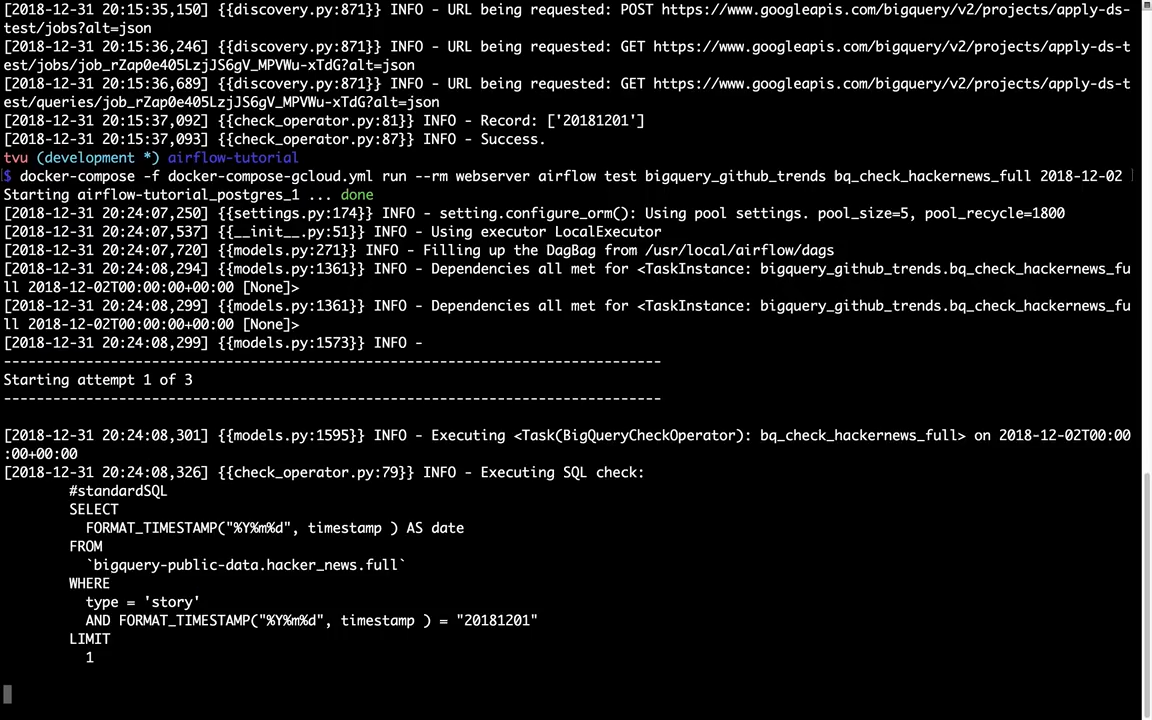 [2018-12-31 20:15:35,150] {{discovery.py:871}} INFO - URL being requested: POST https://www.googleapis.com/bigquery/v2/projects/apply-ds-
test/jobs?alt=json
[2018-12-31 20:15:36,246] {{discovery.py:871}} INFO - URL being requested: GET https://www.googleapis.com/bigquery/v2/projects/apply-ds-t
est/jobs/job_rZap0e405LzjJS6gV_MPVWu-xTdG?alt=json
[2018-12-31 20:15:36,689] {{discovery.py:871}} INFO - URL being requested: GET https://www.googleapis.com/bigquery/v2/projects/apply-ds-t
est/queries/job_rZap0e405LzjJS6gV_MPVWu-xTdG?alt=json
[2018-12-31 20:15:37,092] {{check_operator.py:81}} INFO - Record: ['20181201']
[2018-12-31 20:15:37,093] {{check_operator.py:87}} INFO - Success.
tvu (development *) airflow-tutorial
$ docker-compose -f docker-compose-gcloud.yml run --rm webserver airflow test bigquery_github_trends bq_check_hackernews_full 2018-12-02
Starting airflow-tutorial_postgres_1 ... done
[2018-12-31 20:24:07,250] {{settings.py:174}} INFO - setting.configure_orm(): Using pool settings. pool_size=5, pool_recycle=1800
[2018-12-31 20:24:07,537] {{__init__.py:51}} INFO - Using executor LocalExecutor
[2018-12-31 20:24:07,720] {{models.py:271}} INFO - Filling up the DagBag from /usr/local/airflow/dags
[2018-12-31 20:24:08,294] {{models.py:1361}} INFO - Dependencies all met for <TaskInstance: bigquery_github_trends.bq_check_hackernews_fu
ll 2018-12-02T00:00:00+00:00 [None]>
[2018-12-31 20:24:08,299] {{models.py:1361}} INFO - Dependencies all met for <TaskInstance: bigquery_github_trends.bq_check_hackernews_fu
ll 2018-12-02T00:00:00+00:00 [None]>
[2018-12-31 20:24:08,299] {{models.py:1573}} INFO -
--------------------------------------------------------------------------------
Starting attempt 1 of 3
--------------------------------------------------------------------------------
[2018-12-31 20:24:08,301] {{models.py:1595}} INFO - Executing <Task(BigQueryCheckOperator): bq_check_hackernews_full> on 2018-12-02T00:00
:00+00:00
[2018-12-31 20:24:08,326] {{check_operator.py:79}} INFO - Executing SQL check:
#standardSQL
SELECT
FORMAT_TIMESTAMP("%Y%m%d", timestamp ) AS date
FROM
`bigquery-public-data.hacker_news.full`
WHERE
type = 'story'
AND FORMAT_TIMESTAMP("%Y%m%d", timestamp ) = "20181201"
LIMIT
1